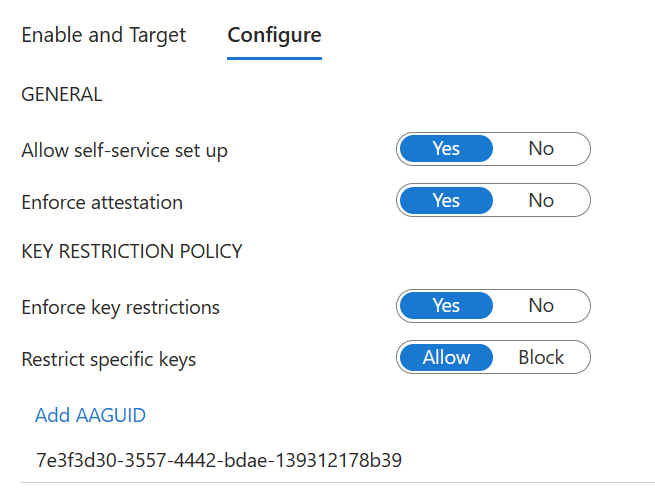 Enable and Target Configure
GENERAL
Allow self-service set up Yes No
Enforce attestation Yes No
KEY RESTRICTION POLICY
Enforce key restrictions Yes No
Restrict specific keys Allow Block
Add AAGUID
7e3f3d30-3557-4442-bdae-139312178b39